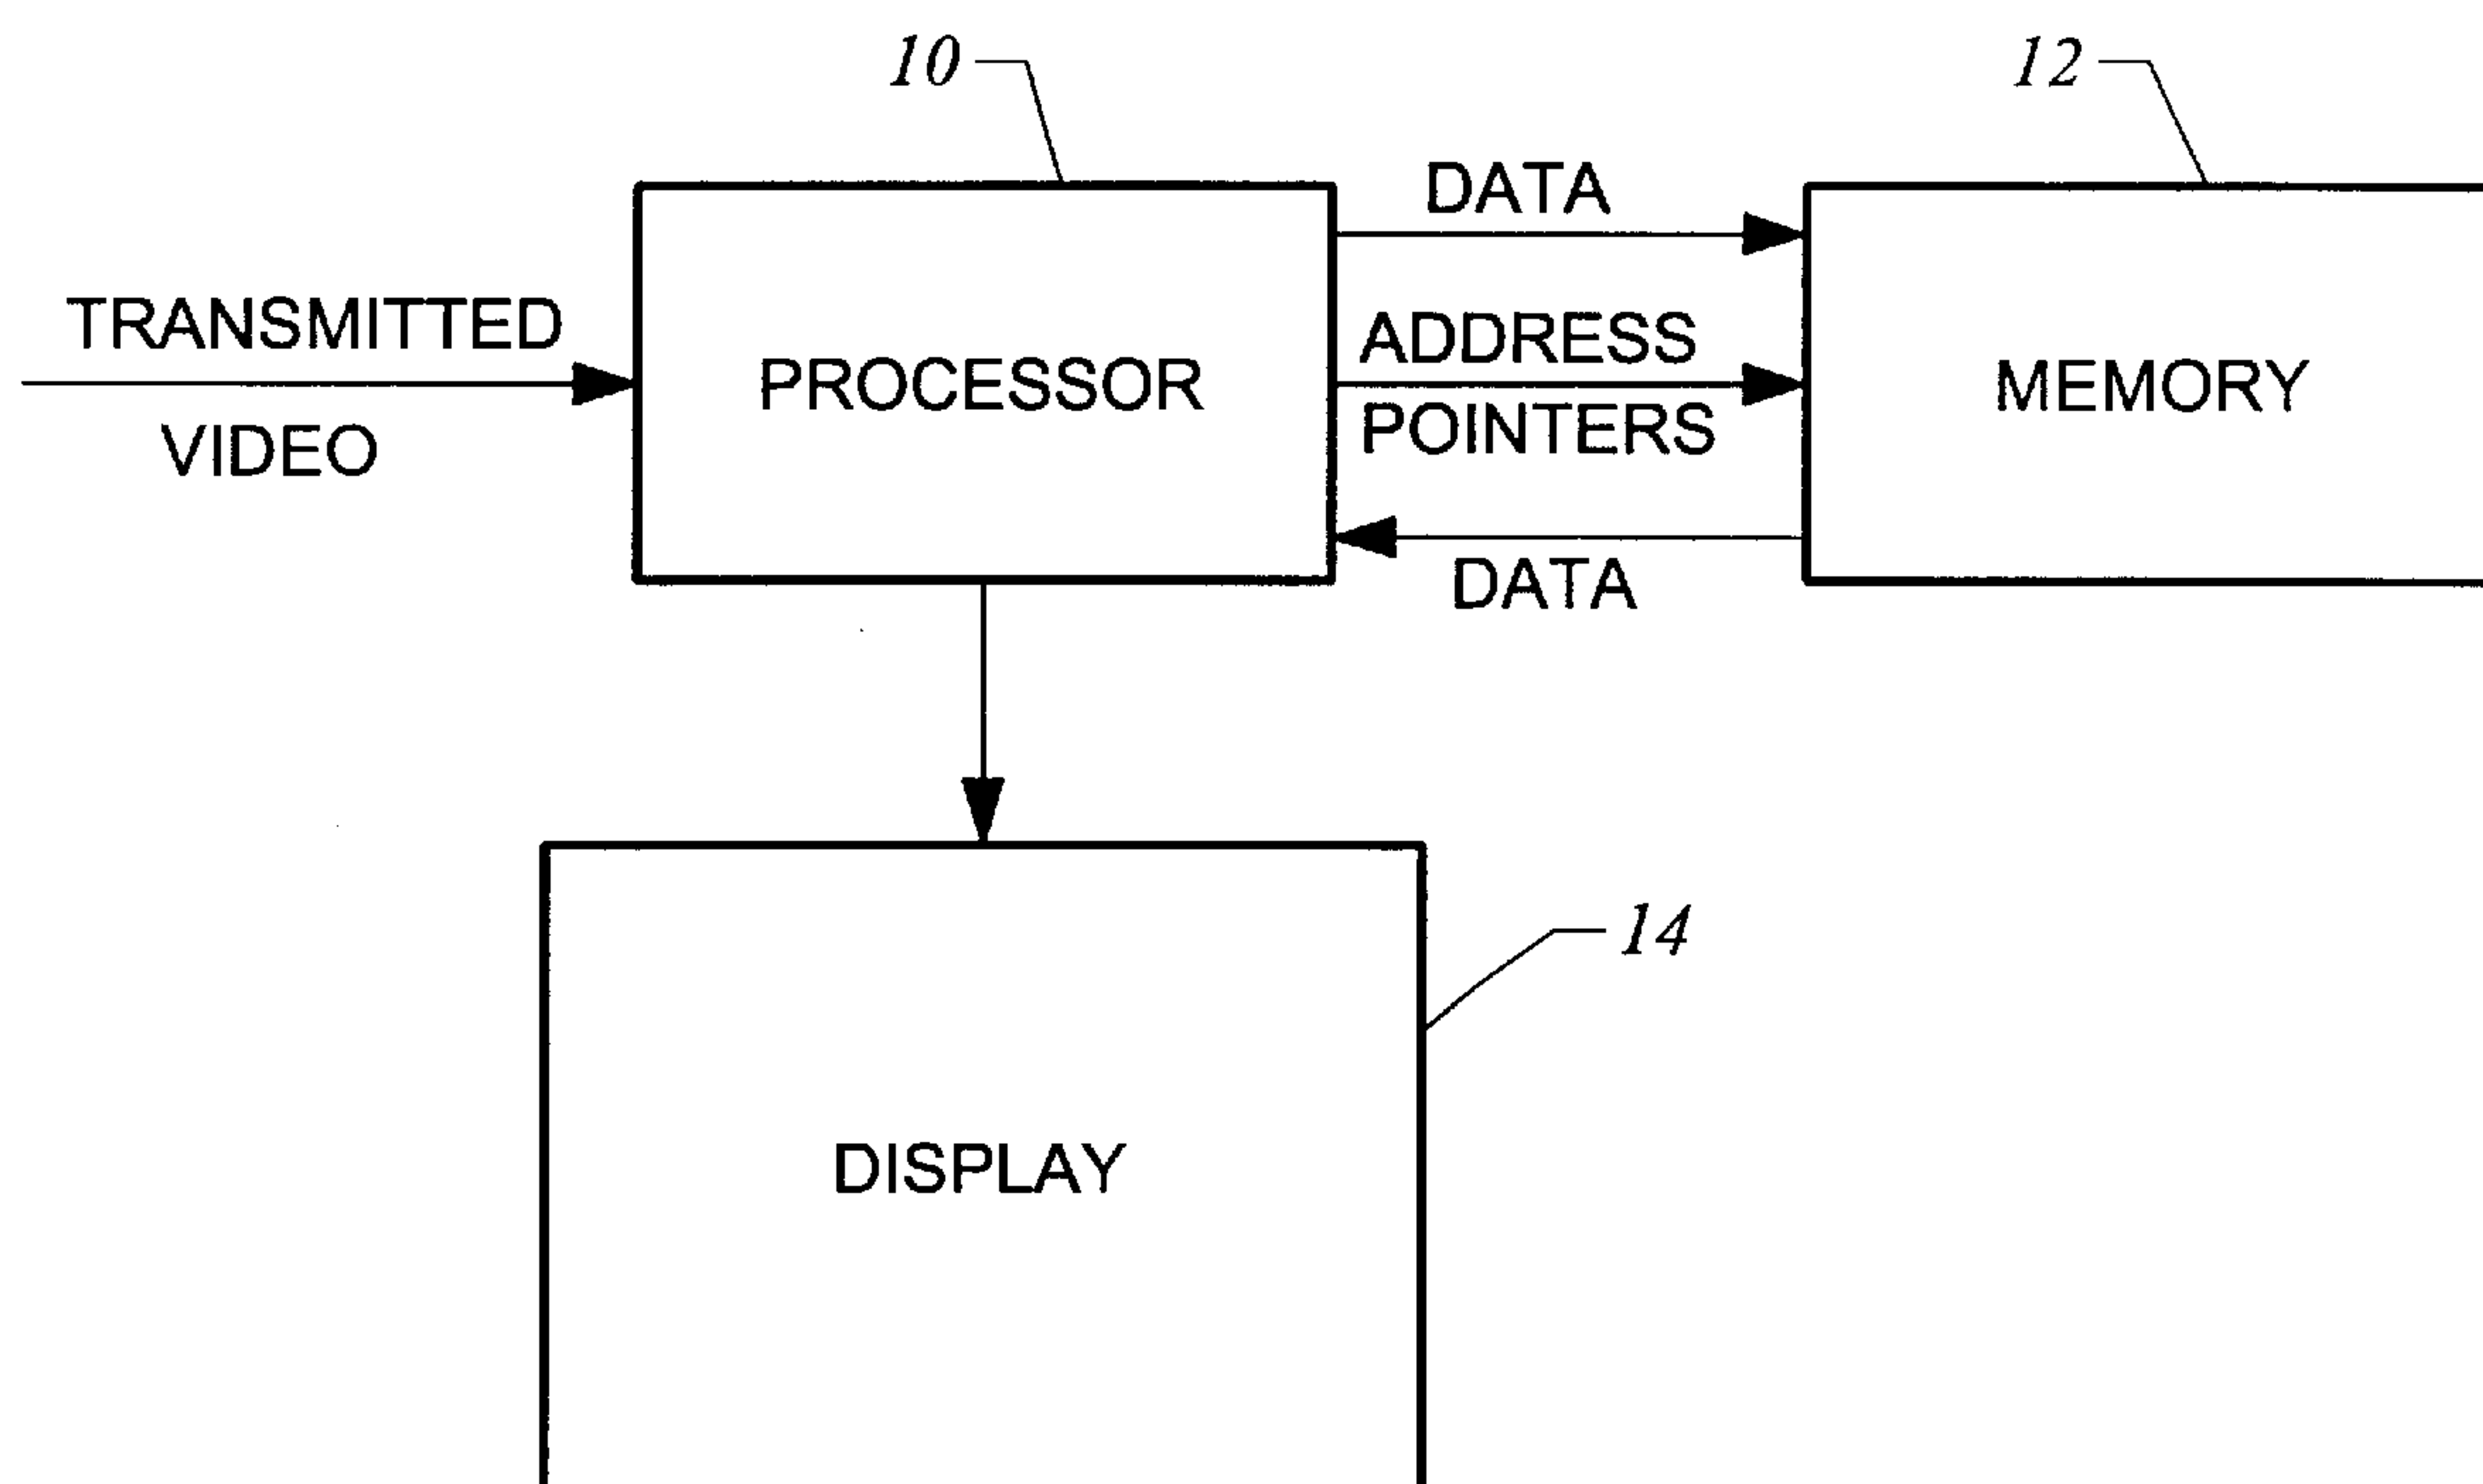 10
12
DATA
TRANSMITTED
VIDEO
PROCESSOR
ADDRESS
POINTERS
MEMORY
DATA
14
DISPLAY